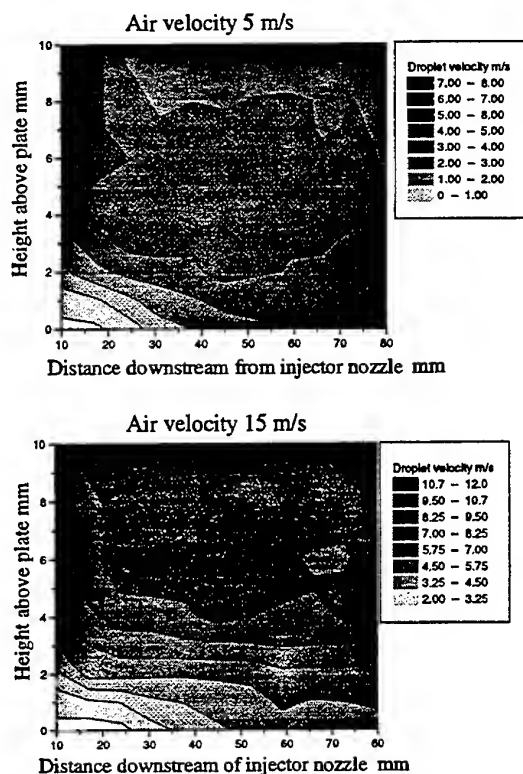 Air velocity 5 m/s
Height above plate mm
10
8
6
4
2
0
10 20 30 40 50 60 70 80
Distance downstream from injector nozzle mm
Droplet velocity m/s
7.00 – 8.00
6.00 – 7.00
5.00 – 8.00
4.00 – 5.00
3.00 – 4.00
2.00 – 3.00
1.00 – 2.00
0 – 1.00
Air velocity 15 m/s
Height above plate mm
10
8
6
4
2
0
10 20 30 40 50 60 70 80
Distance downstream of injector nozzle mm
Droplet velocity m/s
10.7 – 12.0
9.50 – 10.7
8.25 – 9.50
7.00 – 8.25
5.75 – 7.00
4.50 – 5.75
3.25 – 4.50
2.00 – 3.25